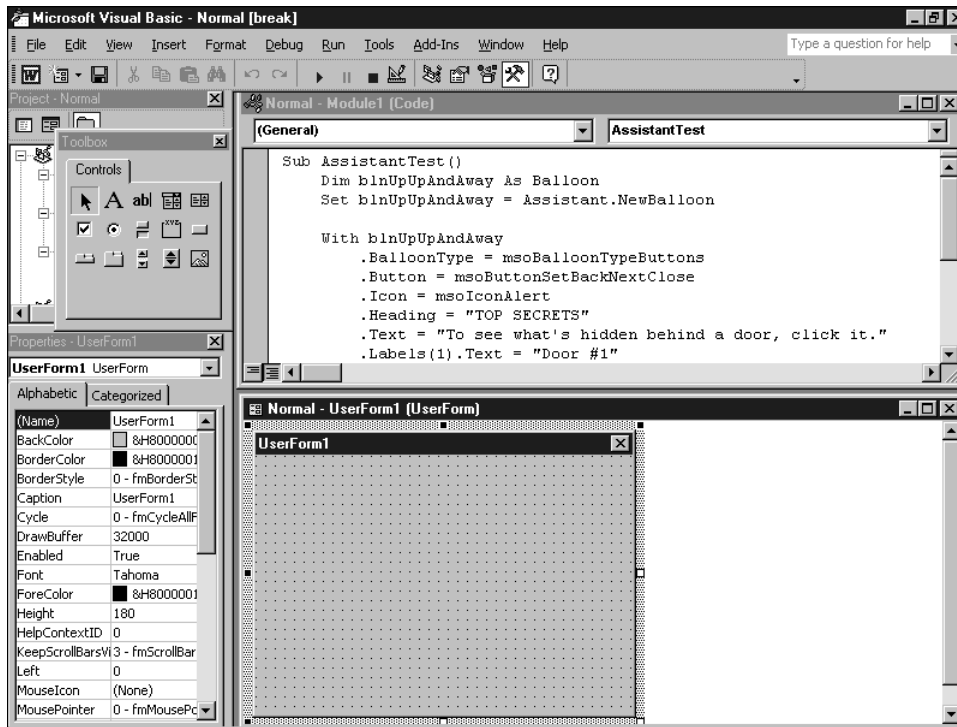 Microsoft Visual Basic - Normal [break]
File Edit View Insert Format Debug Run Tools Add-Ins Window Help
Type a question for help
Project - Normal
Toolbox
Controls
A abl
xyz
Normal - Module1 (Code)
(General)
AssistantTest
Sub AssistantTest()
Dim blnUpUpAndAway As Balloon
Set blnUpUpAndAway = Assistant.NewBalloon
With blnUpUpAndAway
.BalloonType = msoBalloonTypeButtons
.Button = msoButtonSetBackNextClose
.Icon = msoIconAlert
.Heading = "TOP SECRETS"
.Text = "To see what's hidden behind a door, click it."
.Labels(1).Text = "Door #1"
Properties - UserForm1
UserForm1 UserForm
Alphabetic Categorized
(Name) UserForm1
BackColor &H8000000
BorderColor &H8000001
BorderStyle 0 - fmBorderSt
Caption UserForm1
Cycle 0 - fmCycleAllF
DrawBuffer 32000
Enabled True
Font Tahoma
ForeColor &H8000001
Height 180
HelpContextID 0
KeepScrollBarsVi 3 - fmScrollBar
Left 0
MouseIcon (None)
MousePointer 0 - fmMousePo
Normal - UserForm1 (UserForm)
UserForm1